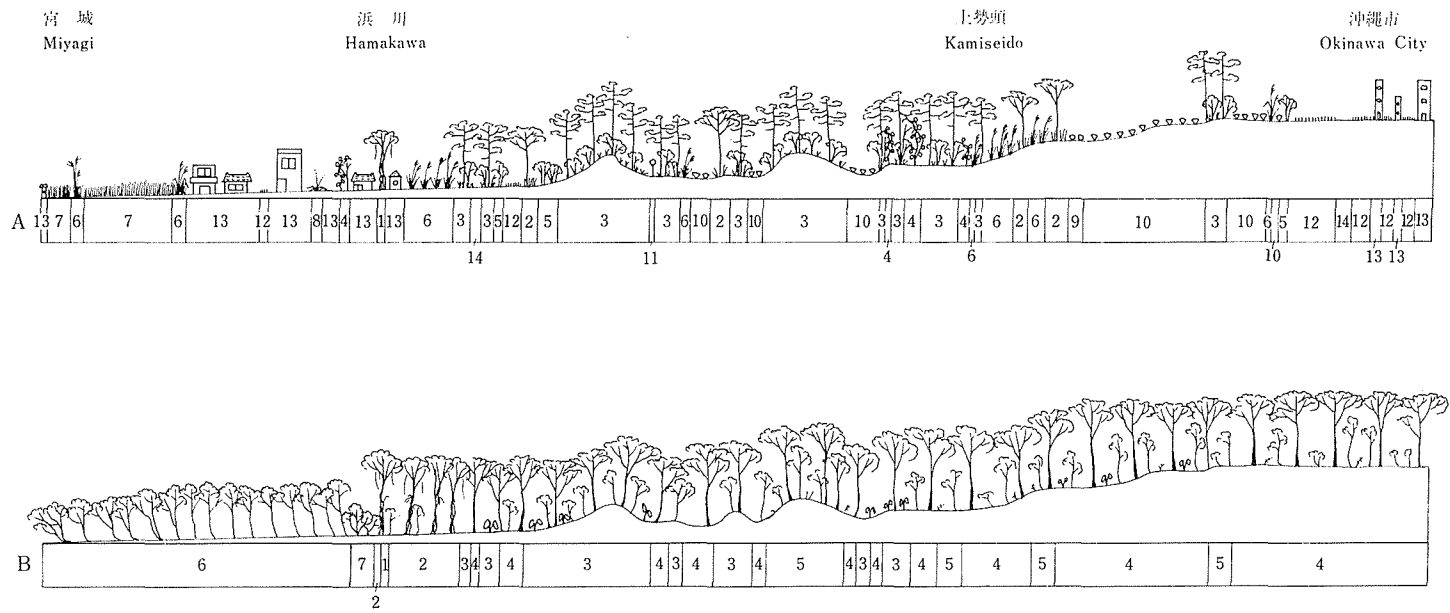 宮城 浜川 上勢頭 沖縄市
Miyagi Hamakawa Kamiseido Okinawa City
A 13 7 6 7 6 13 12 13 8 13 4 13 1 13 6 3 3 5 12 2 5 3 3 6 10 2 3 10 3 10 3 3 4 3 4 3 6 2 6 2 9 10 3 10 6 5 12 14 12 12 12 13
14 11 4 6 10 13 13
B 6 7 1 2 3 4 3 4 3 4 3 4 3 4 5 4 3 4 3 4 5 4 5 4 5 4
2